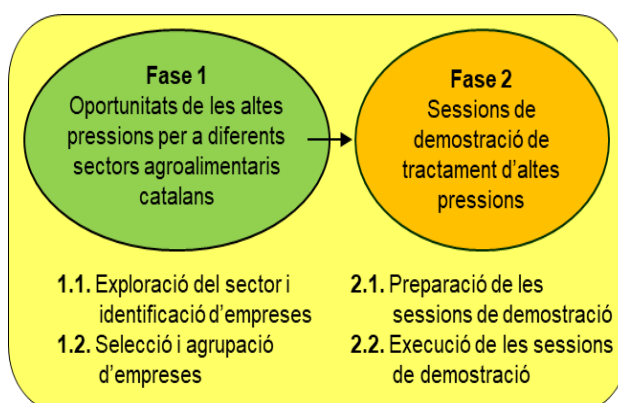 Fase 1
Oportunitats de les altes
pressions per a diferents
sectors agroalimentaris
catalans
Fase 2
Sessions de
demostració de
tractament d'altes
pressions
1.1. Exploració del sector i
identificació d'empreses
1.2. Selecció i agrupació
d'empreses
2.1. Preparació de les
sessions de demostració
2.2. Execució de les sessions
de demostració